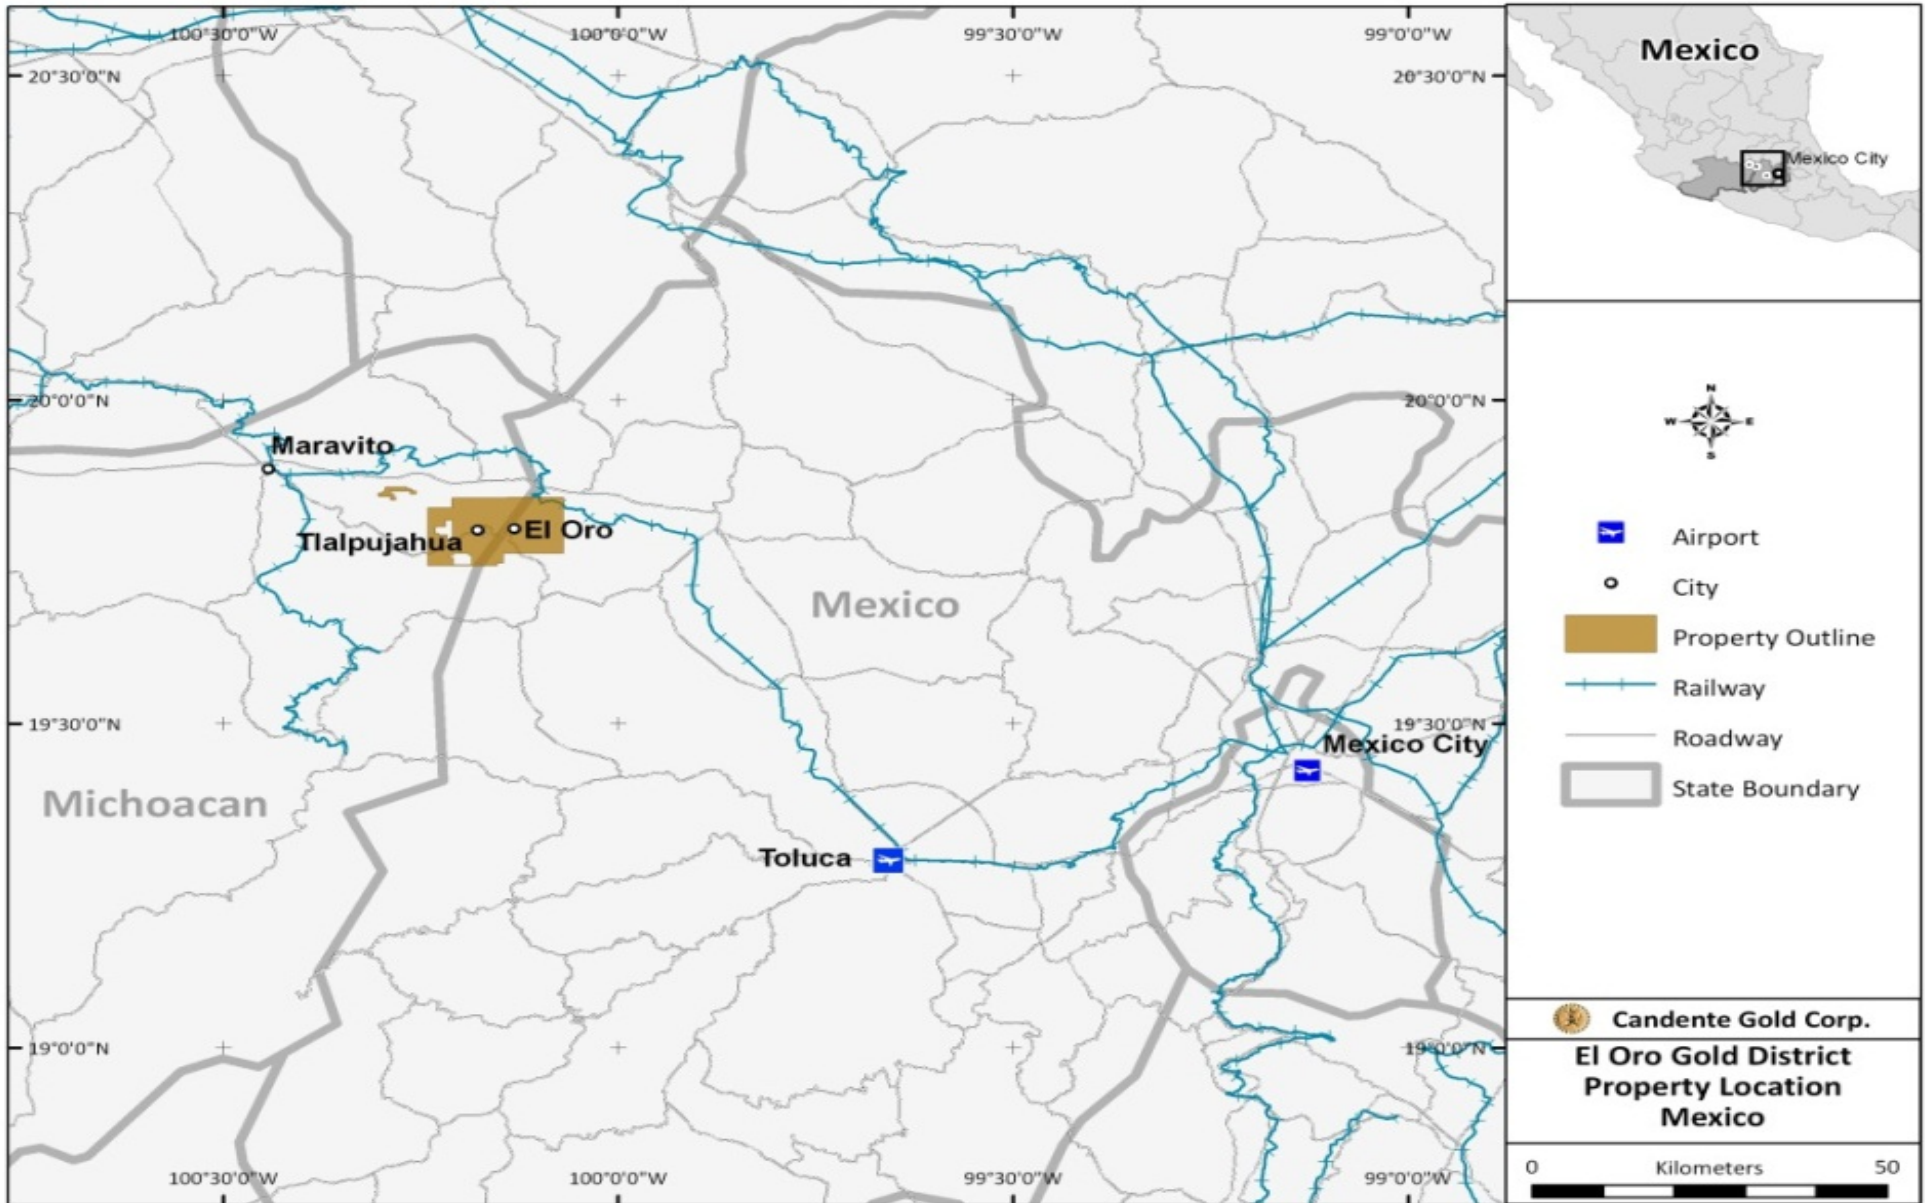 100°30'0"W
100°0'0"W
99°30'0"W
99°0'0"W
20°30'0"N
20°30'0"N
20°0'0"N
20°0'0"N
Maravito
Tlalpujahua
El Oro
Mexico
19°30'0"N
19°30'0"N
Mexico City
Michoacan
Toluca
19°0'0"N
19°0'0"N
100°30'0"W
100°0'0"W
99°30'0"W
99°0'0"W
Mexico
Mexico City
N
W
E
S
Airport
City
Property Outline
Railway
Roadway
State Boundary
Candente Gold Corp.
El Oro Gold District
Property Location
Mexico
0 Kilometers 50